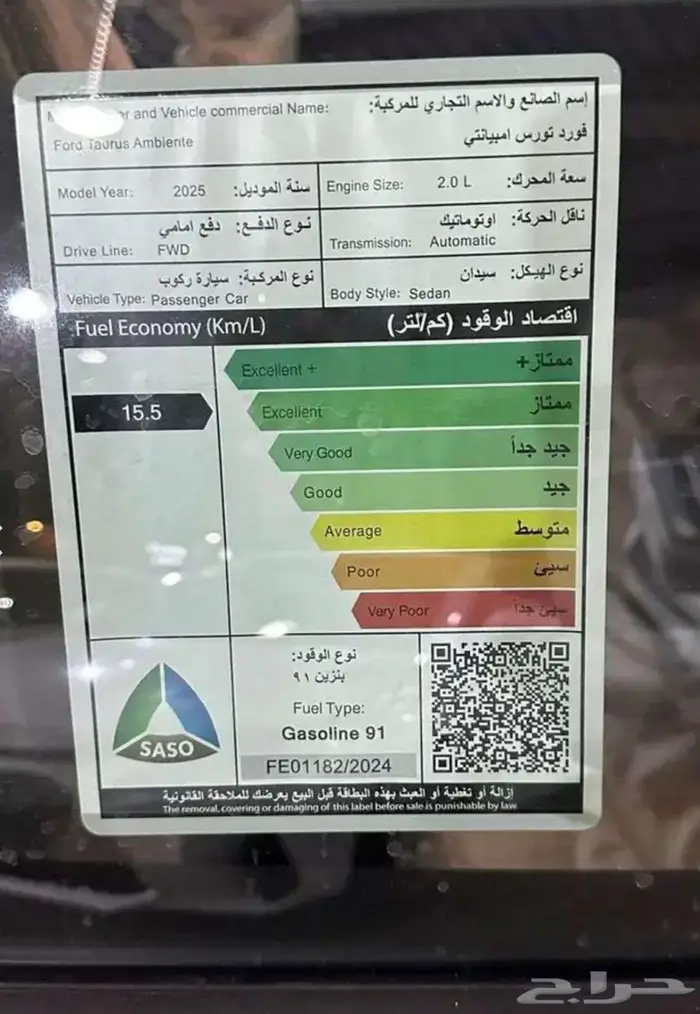 إسم الصانع والاسم التجاري للمركبة:
and Vehicle commercial Name:
فورد تورس امبيانتي
Ford Taurus Ambiente
Model Year: 2025 سنة الموديل:
Engine Size: 2.0 L سعة المحرك:
نوع الدفع: دفع امامي
Drive Line: FWD
ناقل الحركة: اوتوماتيك
Transmission: Automatic
نوع المركبة: سيارة ركوب
Vehicle Type: Passenger Car
نوع الهيكل: سيدان
Body Style: Sedan
Fuel Economy (Km/L) اقتصاد الوقود (كم/لتر)
Excellent + ممتاز+
15.5
Excellent ممتاز
Very Good جيد جداً
Good جيد
Average متوسط
Poor سيئ
Very Poor سيئ جداً
نوع الوقود:
بنزين ٩١
Fuel Type:
Gasoline 91
FE01182/2024
SASO
إزالة أو تغطية أو العبث بهذه البطاقة قبل البيع يعرضك للملاحقة القانونية
The removal, covering or damaging of this label before sale is punishable by law
حراج